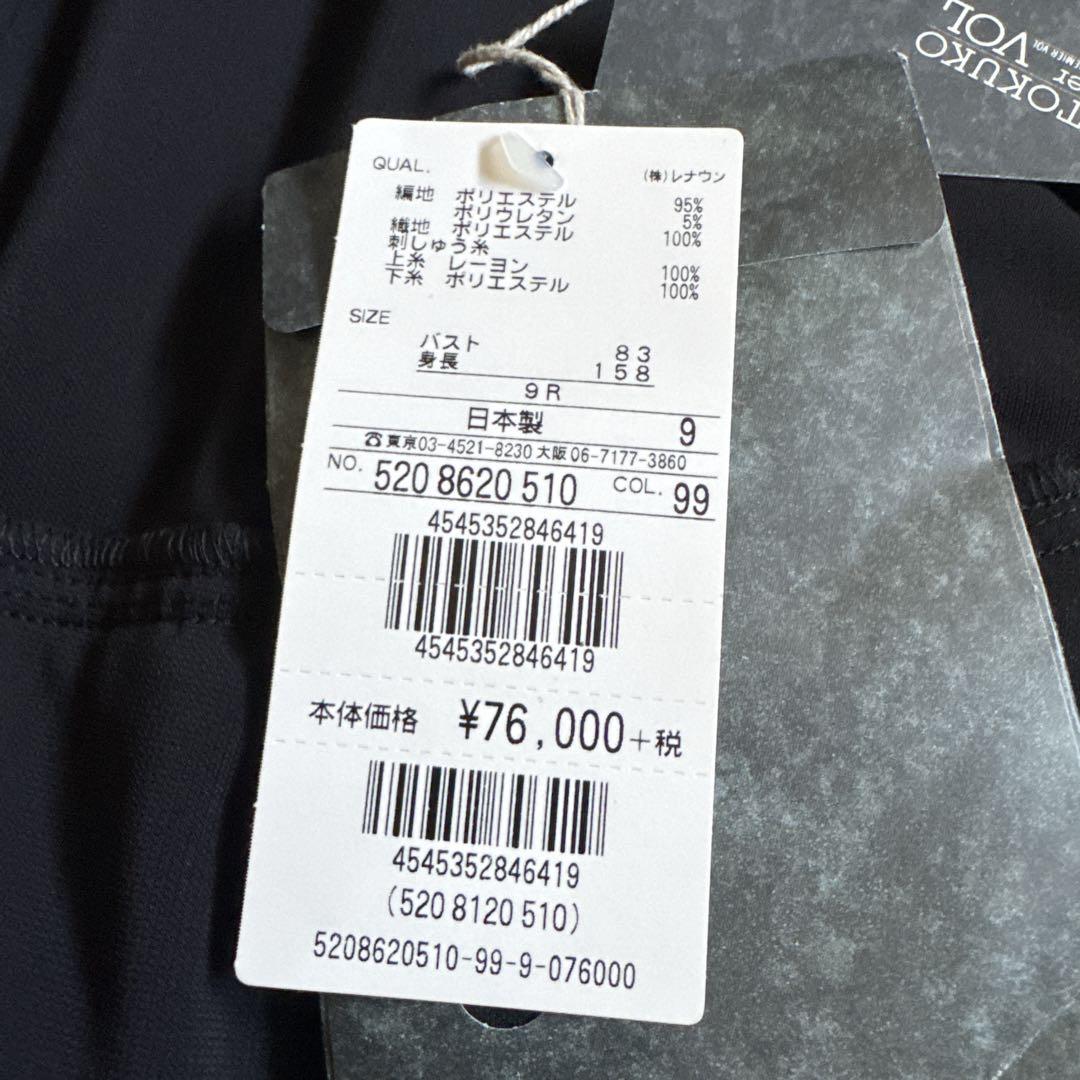 TOKUKO
1er VOL
QUAL. (株)レナウン
編地 ポリエステル 95%
ポリウレタン 5%
織地 ポリエステル 100%
刺しゅう糸
上糸 レーヨン 100%
下糸 ポリエステル 100%
SIZE
バスト 83
身長 158
9R
日本製 9
☎東京03-4521-8230 大阪06-7177-3860
NO. 520 8620 510 COL. 99
4545352846419
4545352846419
本体価格 ¥76,000+税
4545352846419
(520 8120 510)
5208620510-99-9-076000